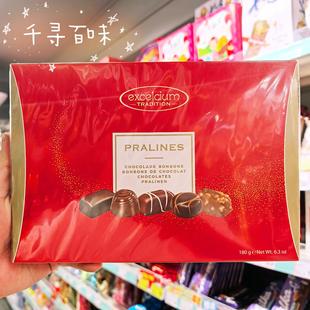 千寻百味
excelcium
TRADITION
PRALINES
CHOCOLADE BONBONS
BONBONS DE CHOCOLAT
CHOCOLATES
PRALINEN
180 g • Net Wt. 6.3 oz